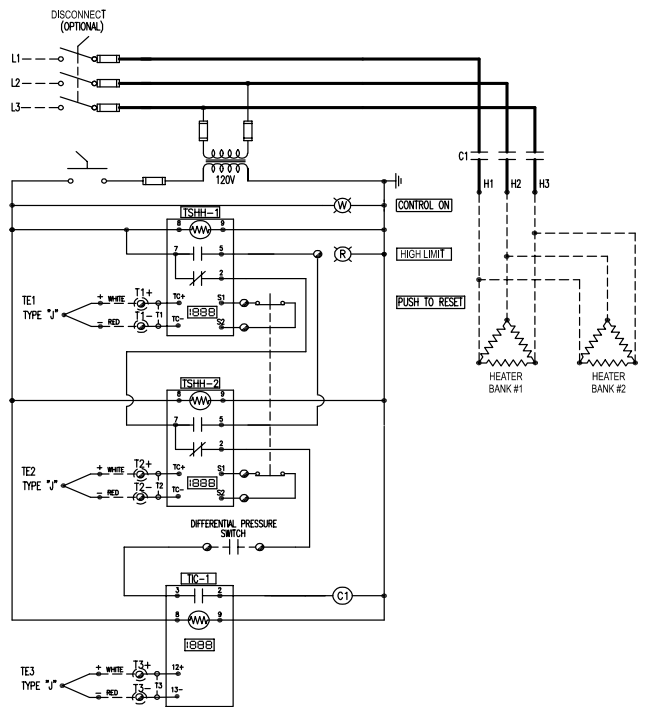 DISCONNECT
(OPTIONAL)
L1
L2
L3
120V
C1
H1 H2 H3
W
CONTROL ON
TSHH-1
8 9
7 5
R
HIGH LIMIT
2
TE1
TYPE "J"
+ WHITE T1+
TC+
S1
PUSH TO RESET
T1
1888
- RED T1-
TC-
S2
HEATER
BANK #1
HEATER
BANK #2
TSHH-2
8 9
7 5
2
TE2
TYPE "J"
+ WHITE T2+
TC+
S1
T2
1888
- RED T2-
TC-
S2
DIFFERENTIAL PRESSURE
SWITCH
TIC-1
3 2
C1
8 9
1888
TE3
TYPE "J"
+ WHITE T3+
12+
T3
- RED T3-
13-